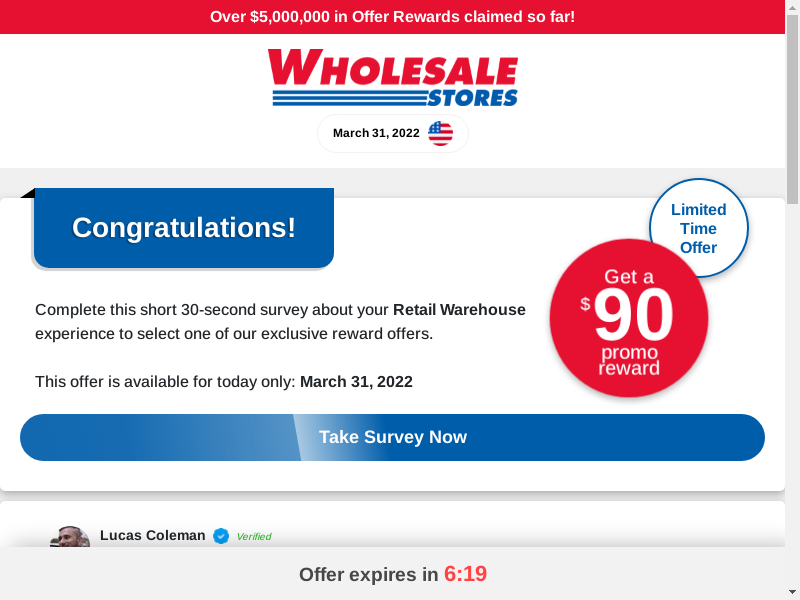 Over $5,000,000 in Offer Rewards claimed so far!
WHOLESALE
STORES
March 31, 2022
Congratulations!
Limited
Time
Offer
Get a
$90
promo
reward
Complete this short 30-second survey about your Retail Warehouse
experience to select one of our exclusive reward offers.
This offer is available for today only: March 31, 2022
Take Survey Now
Lucas Coleman Verified
Offer expires in 6:19